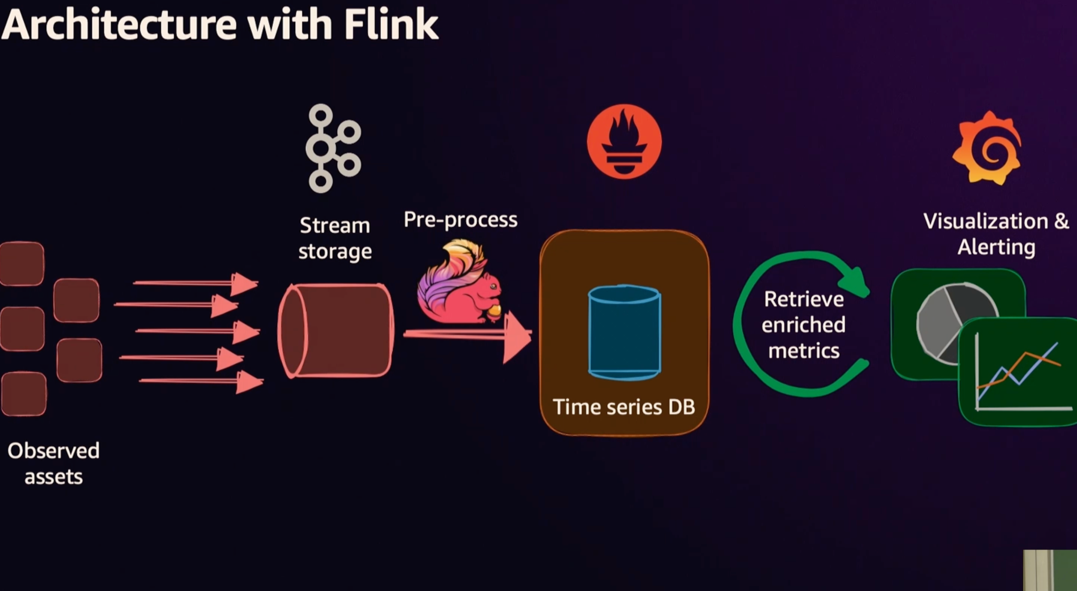 Architecture with Flink
Stream
storage
Pre-process
Visualization &
Alerting
Retrieve
enriched
metrics
Time series DB
Observed
assets